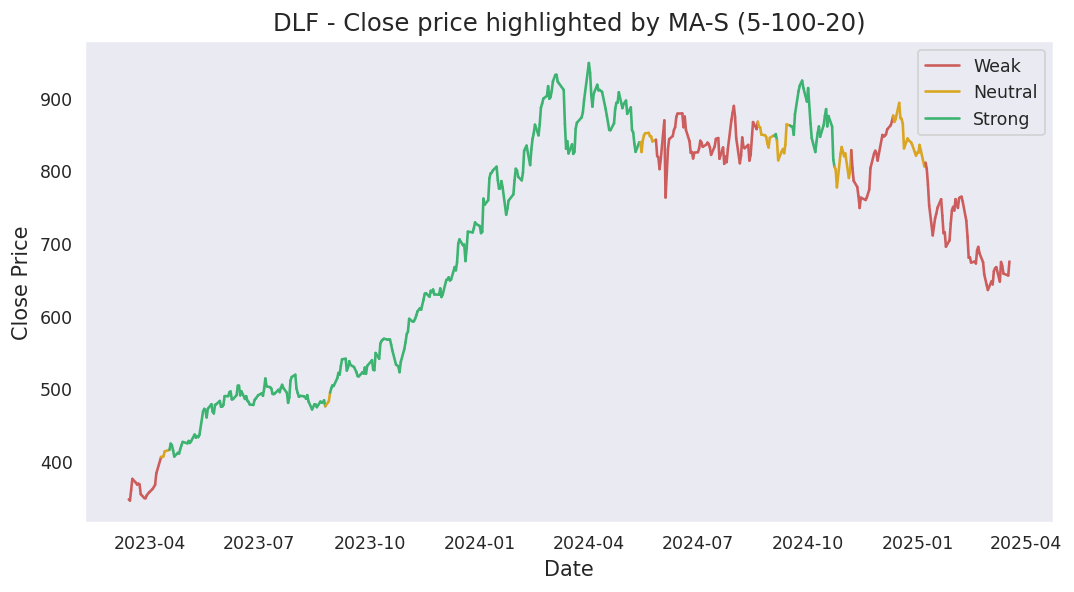 DLF - Close price highlighted by MA-S (5-100-20)
Weak
Neutral
Strong
Close Price
900
800
700
600
500
400
2023-04 2023-07 2023-10 2024-01 2024-04 2024-07 2024-10 2025-01 2025-04
Date